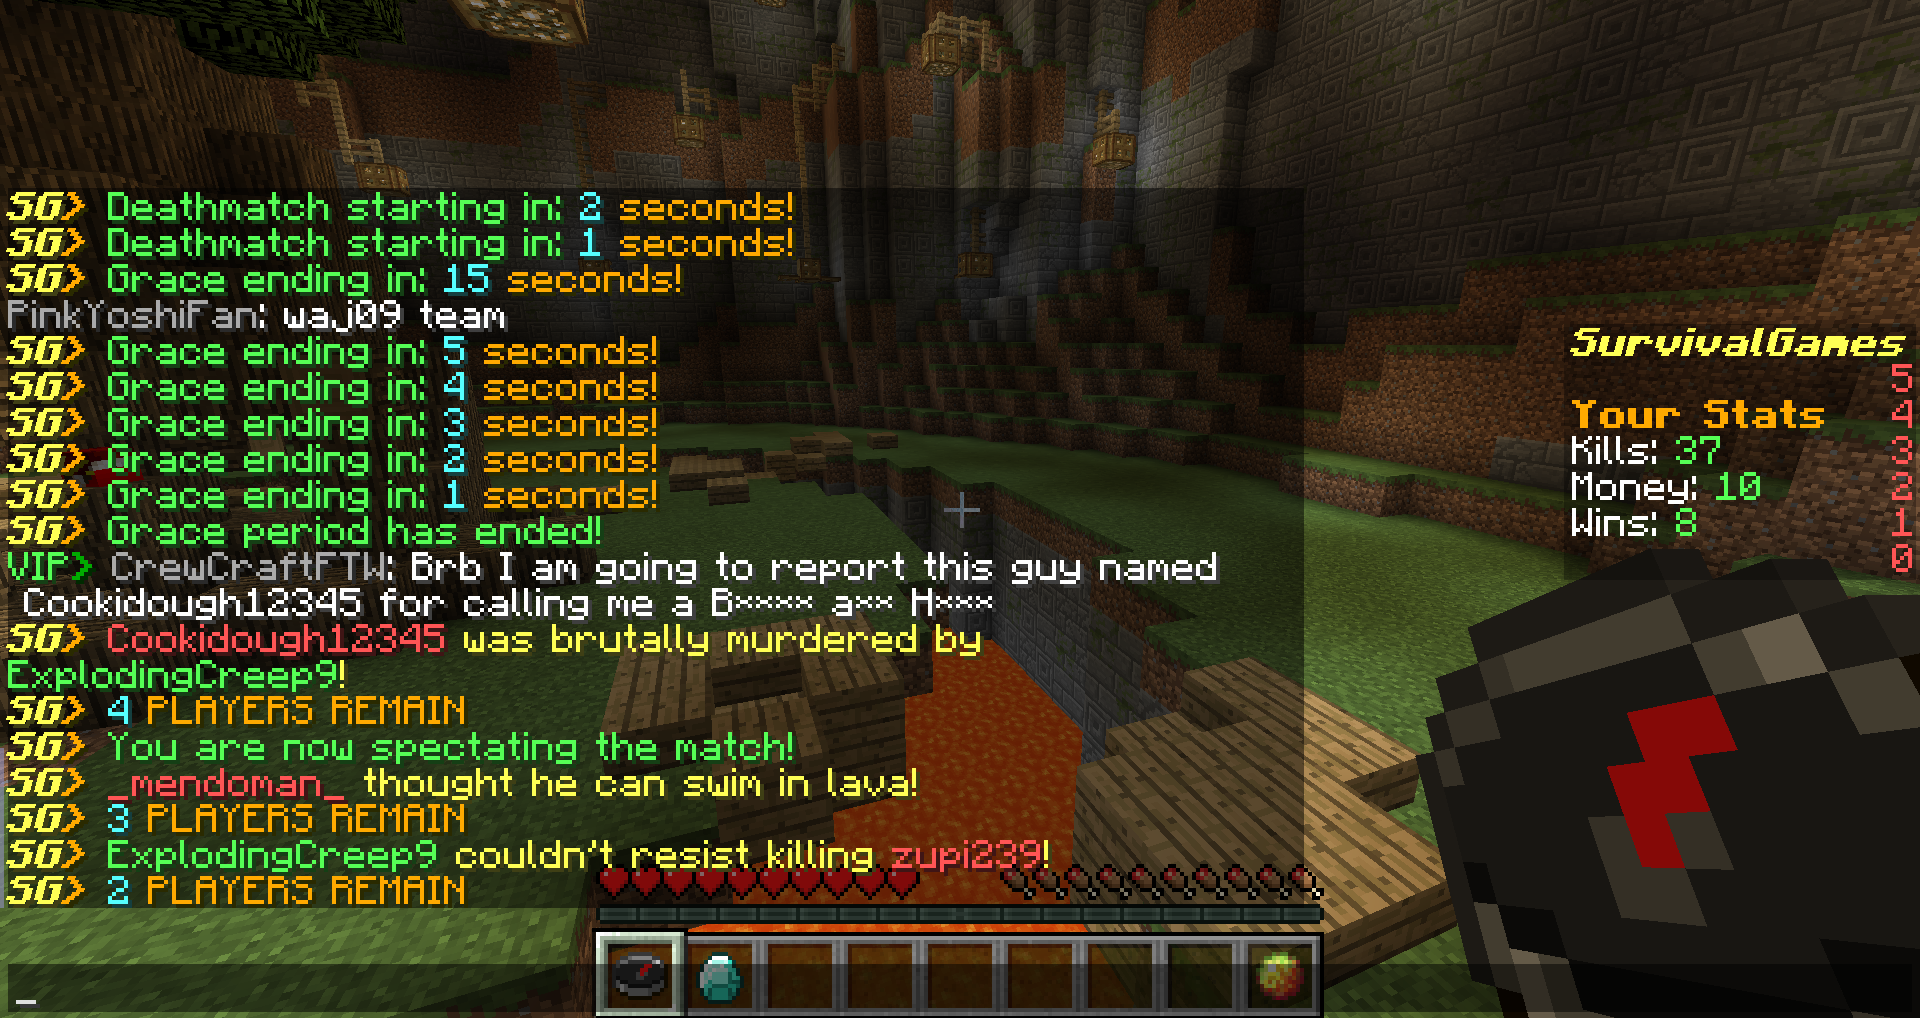 SG> Deathmatch starting in: 2 seconds!
SG> Deathmatch starting in: 1 seconds!
SG> Grace ending in: 15 seconds!
PinkYoshiFan: waj09 team
SG> Grace ending in: 5 seconds!
SG> Grace ending in: 4 seconds!
SG> Grace ending in: 3 seconds!
SG> Grace ending in: 2 seconds!
SG> Grace ending in: 1 seconds!
SG> Grace period has ended!
VIP> CrewCraftFTW: Brb I am going to report this guy named
Cookidough12345 for calling me a B**** a** H***
SG> Cookidough12345 was brutally murdered by
ExplodingCreep9!
SG> 4 PLAYERS REMAIN
SG> You are now spectating the match!
SG> _mendoman_ thought he can swim in lava!
SG> 3 PLAYERS REMAIN
SG> ExplodingCreep9 couldn't resist killing zupi239!
SG> 2 PLAYERS REMAIN
_
SurvivalGames
5
Your Stats 4
Kills: 37 3
Money: 10 2
Wins: 8 1
0